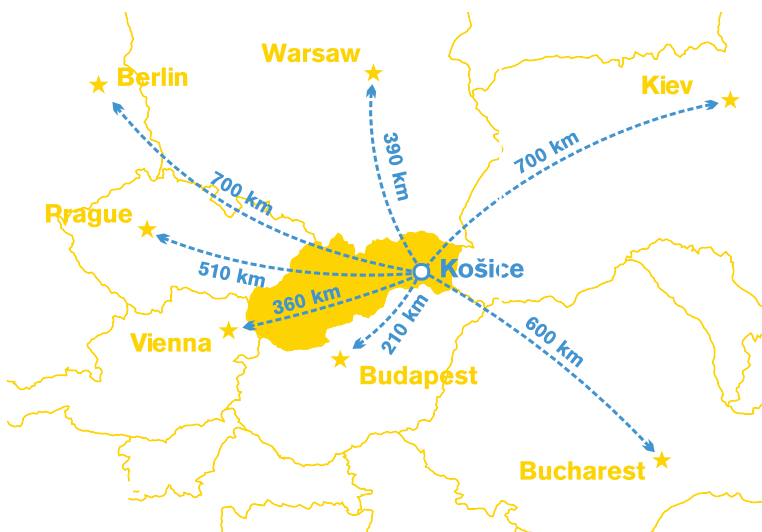 Warsaw
Berlin
Kiev
390 km
700 km
700 km
Prague
510 km
Košice
360 km
210 km
600 km
Vienna
Budapest
Bucharest